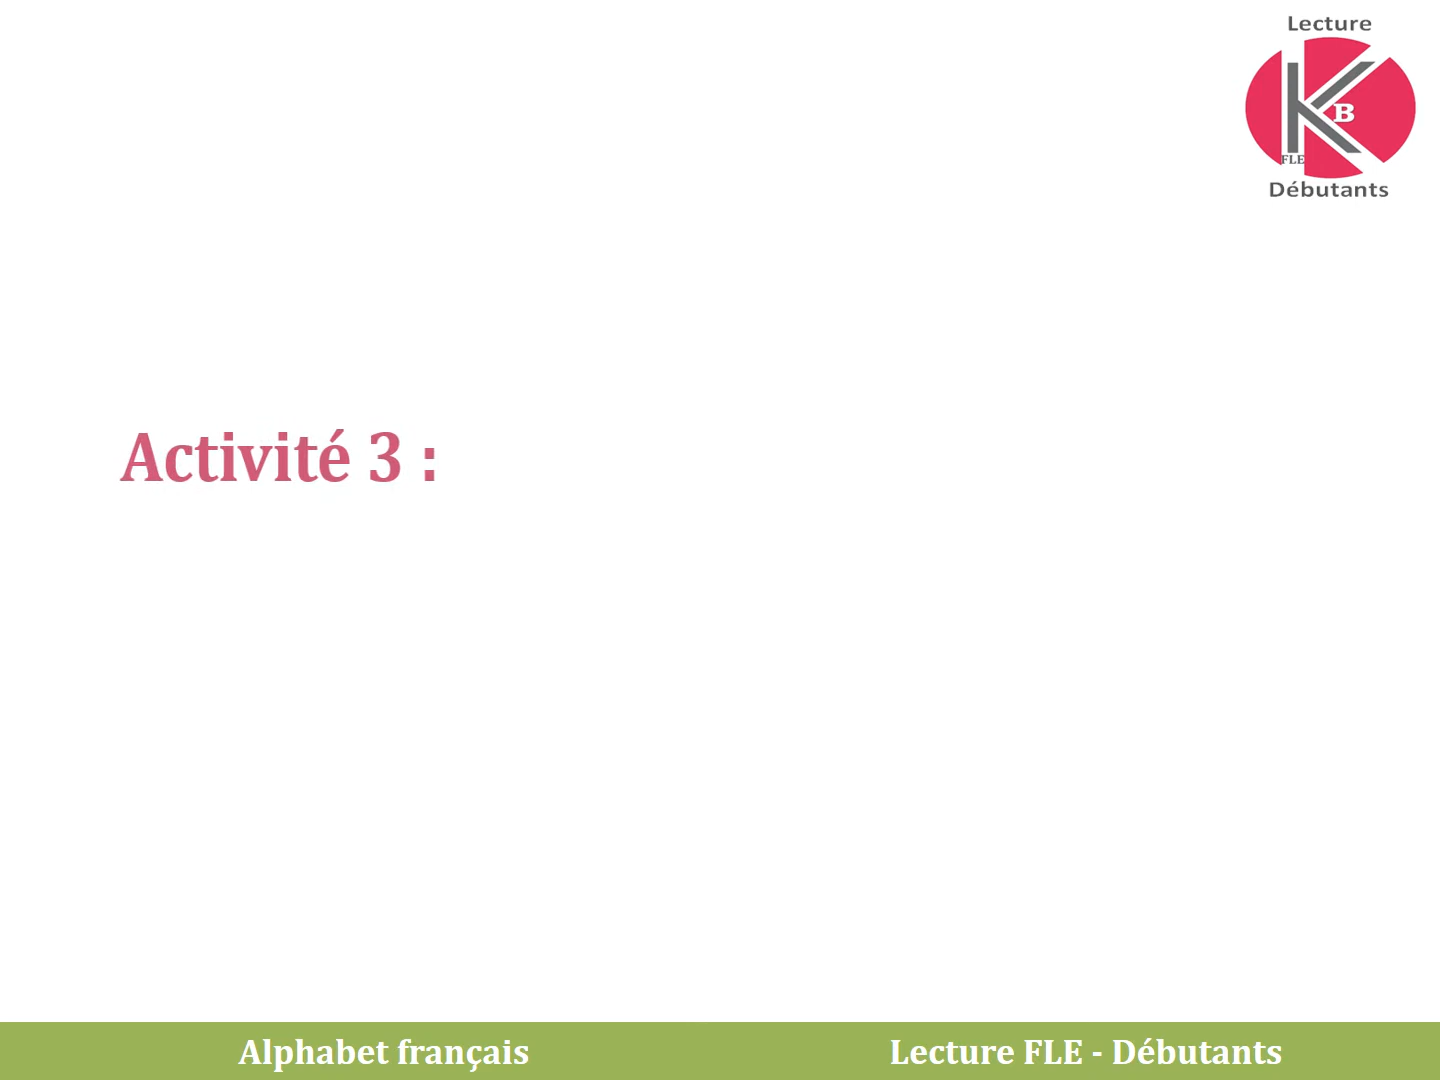 Lecture
K
B
FLE
Débutants
Activité 3 :
Alphabet français
Lecture FLE - Débutants